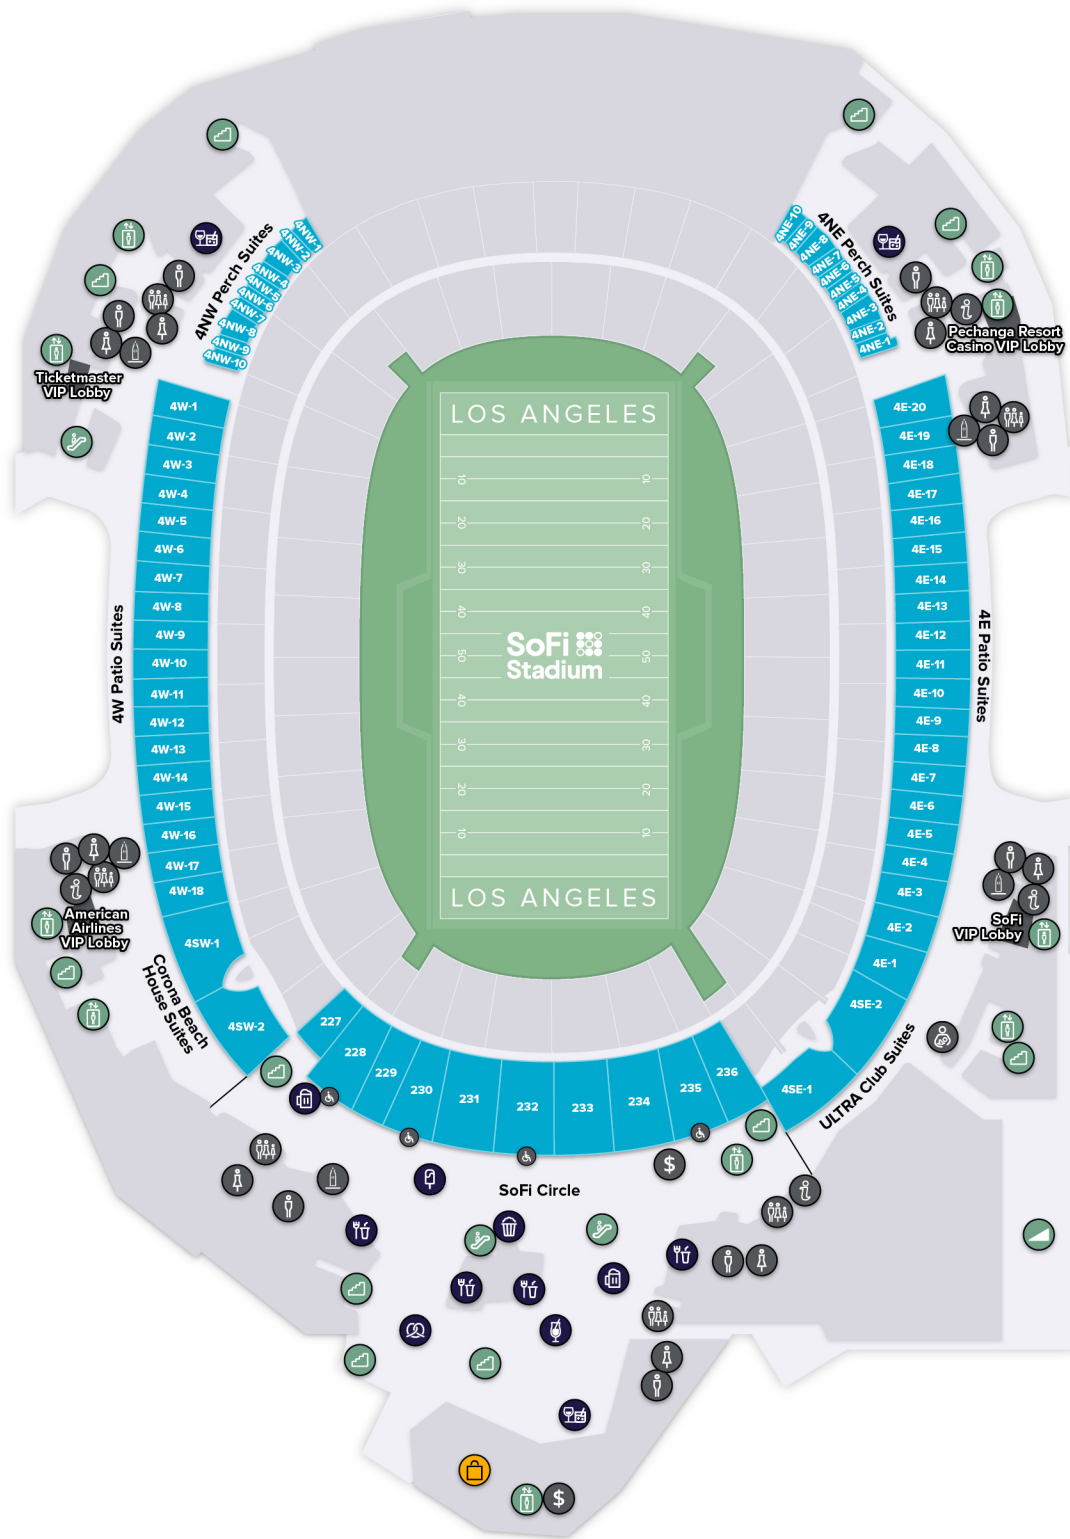 4NW Perch Suites
4NW-1
4NW-2
4NW-3
4NW-4
4NW-5
4NW-6
4NW-7
4NW-8
4NW-9
4NW-10
4NE Perch Suites
4NE-10
4NE-9
4NE-8
4NE-7
4NE-6
4NE-5
4NE-4
4NE-3
4NE-2
4NE-1
Pechanga Resort
Casino VIP Lobby
Ticketmaster
VIP Lobby
4W Patio Suites
4W-1
4W-2
4W-3
4W-4
4W-5
4W-6
4W-7
4W-8
4W-9
4W-10
4W-11
4W-12
4W-13
4W-14
4W-15
4W-16
4W-17
4W-18
LOS ANGELES
10 10
20 20
30 30
40 40
50 50
40 40
30 30
20 20
10 10
SoFi
Stadium
LOS ANGELES
4E-20
4E-19
4E-18
4E-17
4E-16
4E-15
4E-14
4E-13
4E-12
4E-11
4E-10
4E-9
4E-8
4E-7
4E-6
4E-5
4E-4
4E-3
4E-2
4E-1
4E Patio Suites
American
Airlines
VIP Lobby
SoFi
VIP Lobby
4SW-1
4SW-2
Corona Beach
House Suites
4SE-2
4SE-1
ULTRA Club Suites
227
228
229
230
231
232
233
234
235
236
$
SoFi Circle
$